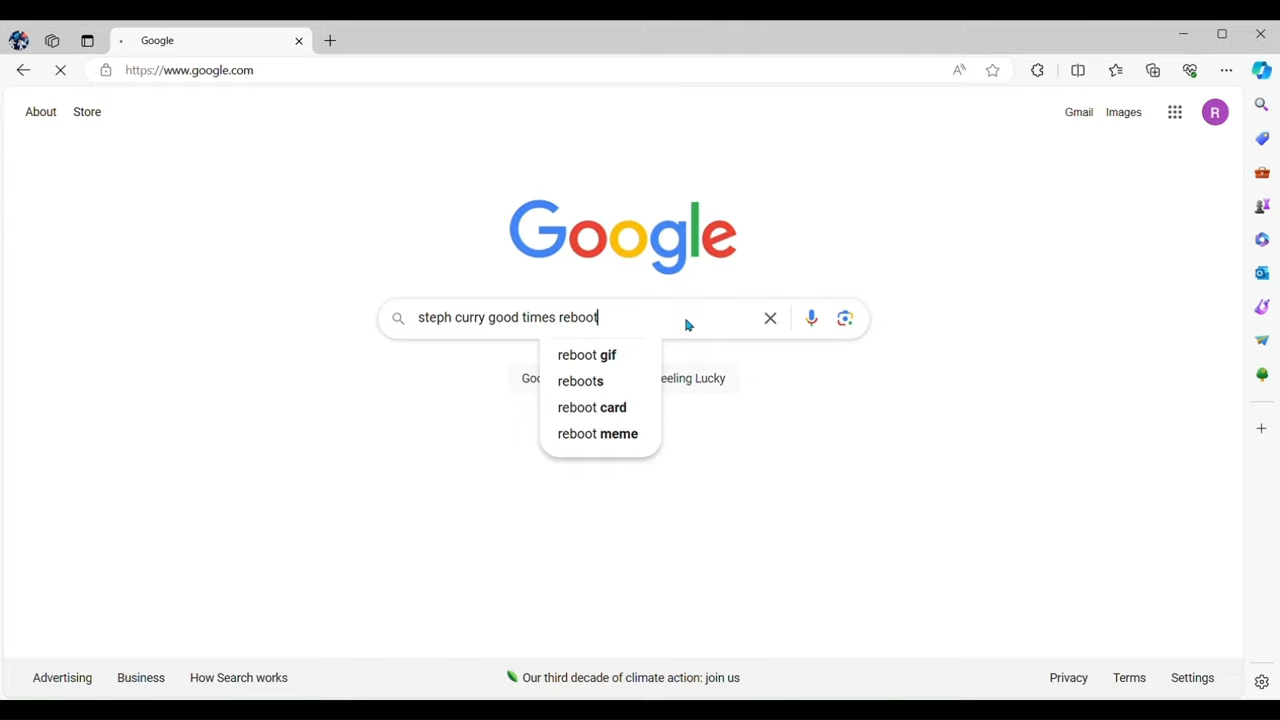 Google
https://www.google.com
About Store
Gmail Images
R
Google
steph curry good times reboot
reboot gif
reboots
reboot card
reboot meme
Goo
eeling Lucky
Advertising Business How Search works
Our third decade of climate action: join us
Privacy Terms Settings